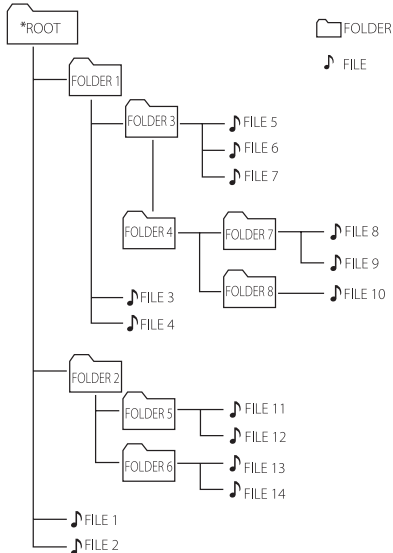 *ROOT
FOLDER
FILE
FOLDER 1
FOLDER 3
FILE 5
FILE 6
FILE 7
FOLDER 4
FOLDER 7
FILE 8
FILE 9
FOLDER 8
FILE 10
FILE 3
FILE 4
FOLDER 2
FOLDER 5
FILE 11
FILE 12
FOLDER 6
FILE 13
FILE 14
FILE 1
FILE 2